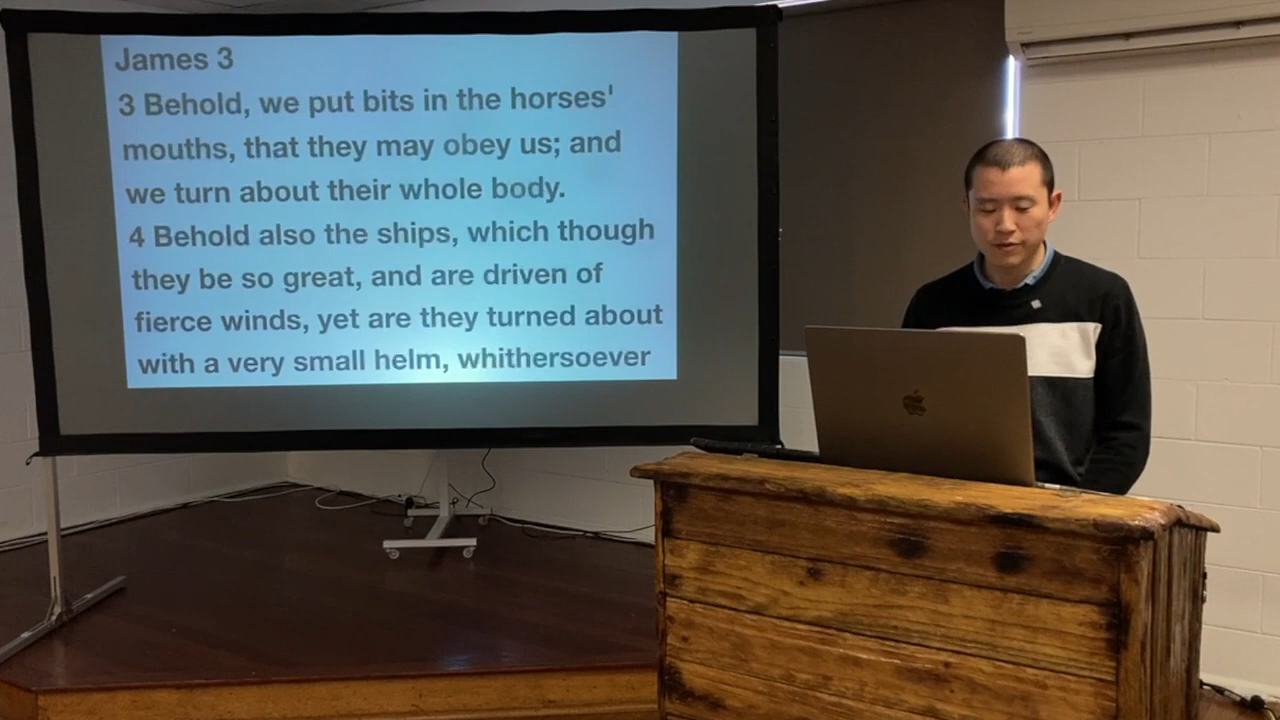 James 3
3 Behold, we put bits in the horses'
mouths, that they may obey us; and
we turn about their whole body.
4 Behold also the ships, which though
they be so great, and are driven of
fierce winds, yet are they turned about
with a very small helm, whithersoever